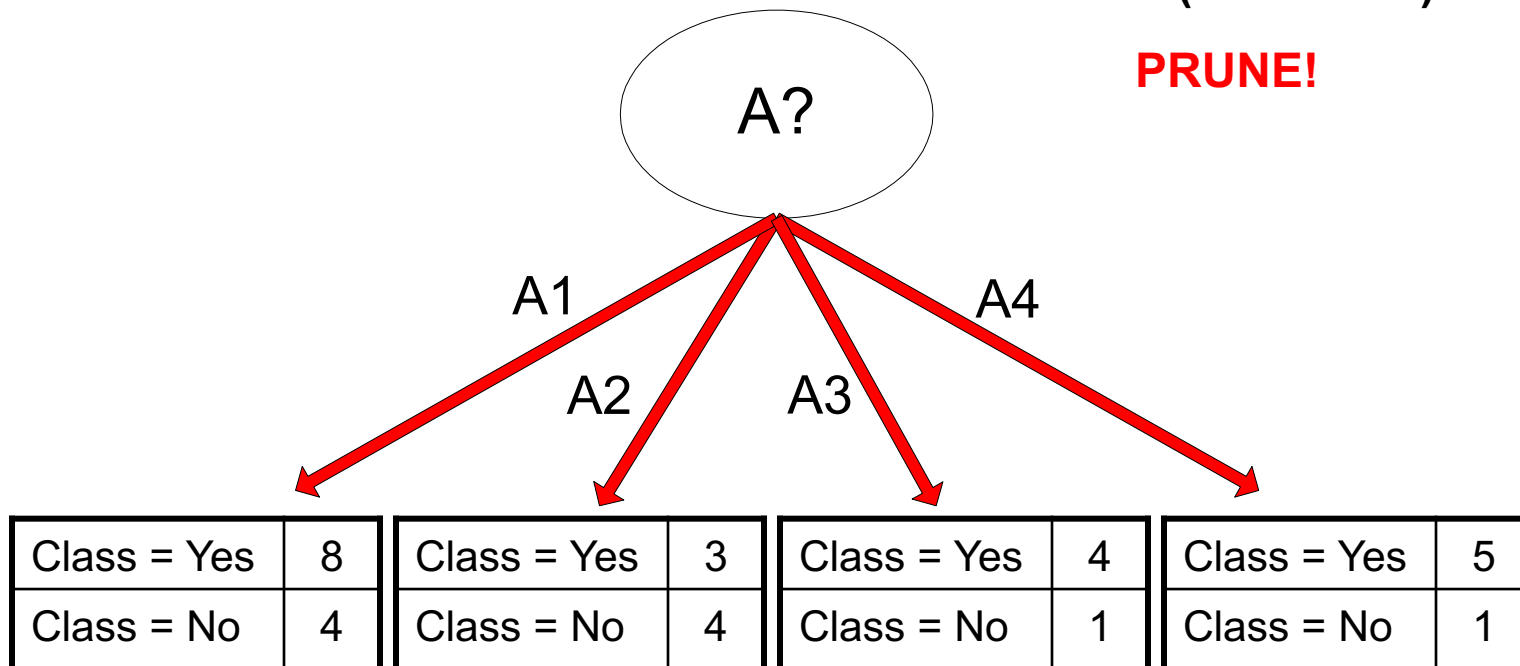 PRUNE!
A?
A1
A4
A2
A3
Class = Yes 8
Class = No 4
Class = Yes 3
Class = No 4
Class = Yes 4
Class = No 1
Class = Yes 5
Class = No 1